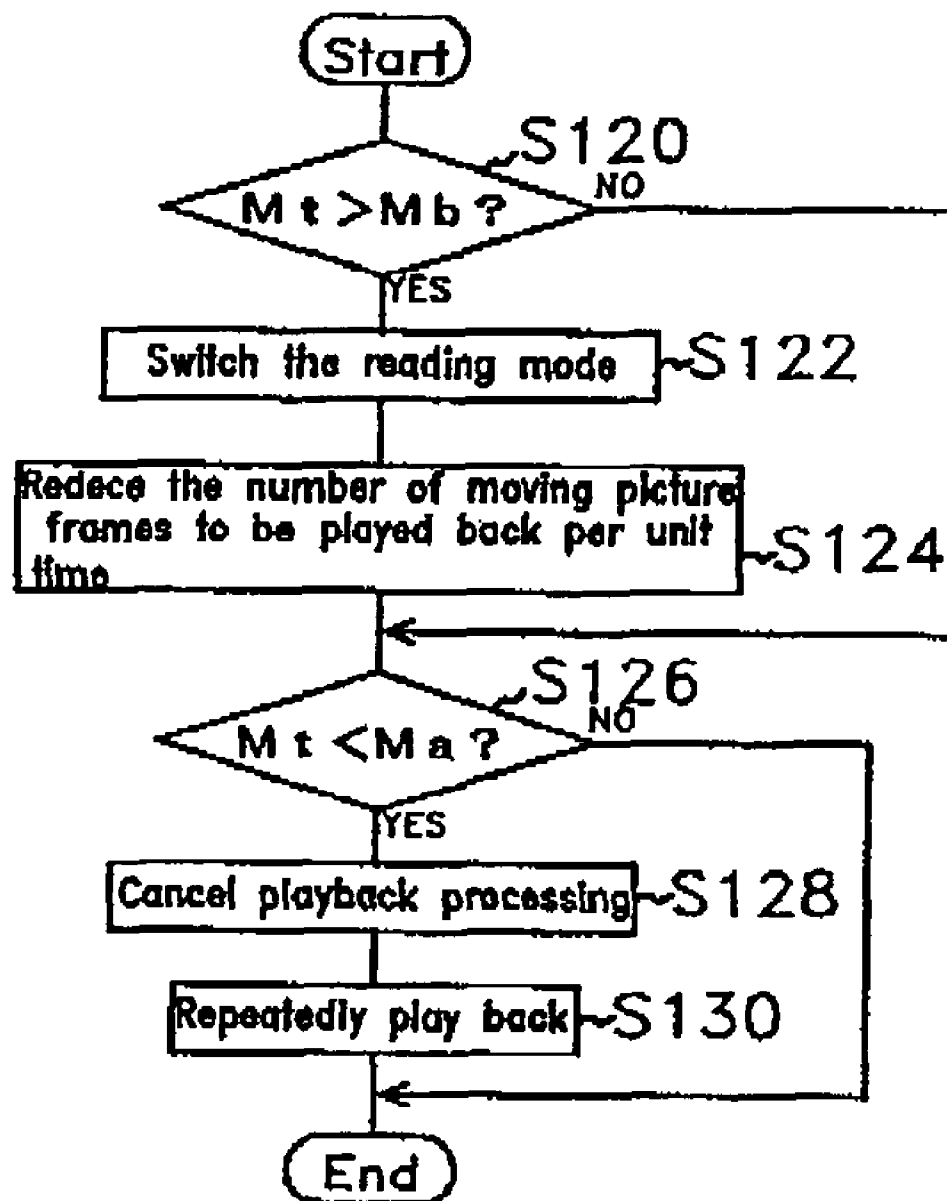 Start
S120
Mt>Mb?
NO
YES
Switch the reading mode
S122
Redece the number of moving picture
frames to be played back per unit
time
S124
S126
Mt<Ma?
NO
YES
Cancel playback processing
S128
Repeatedly play back
S130
End